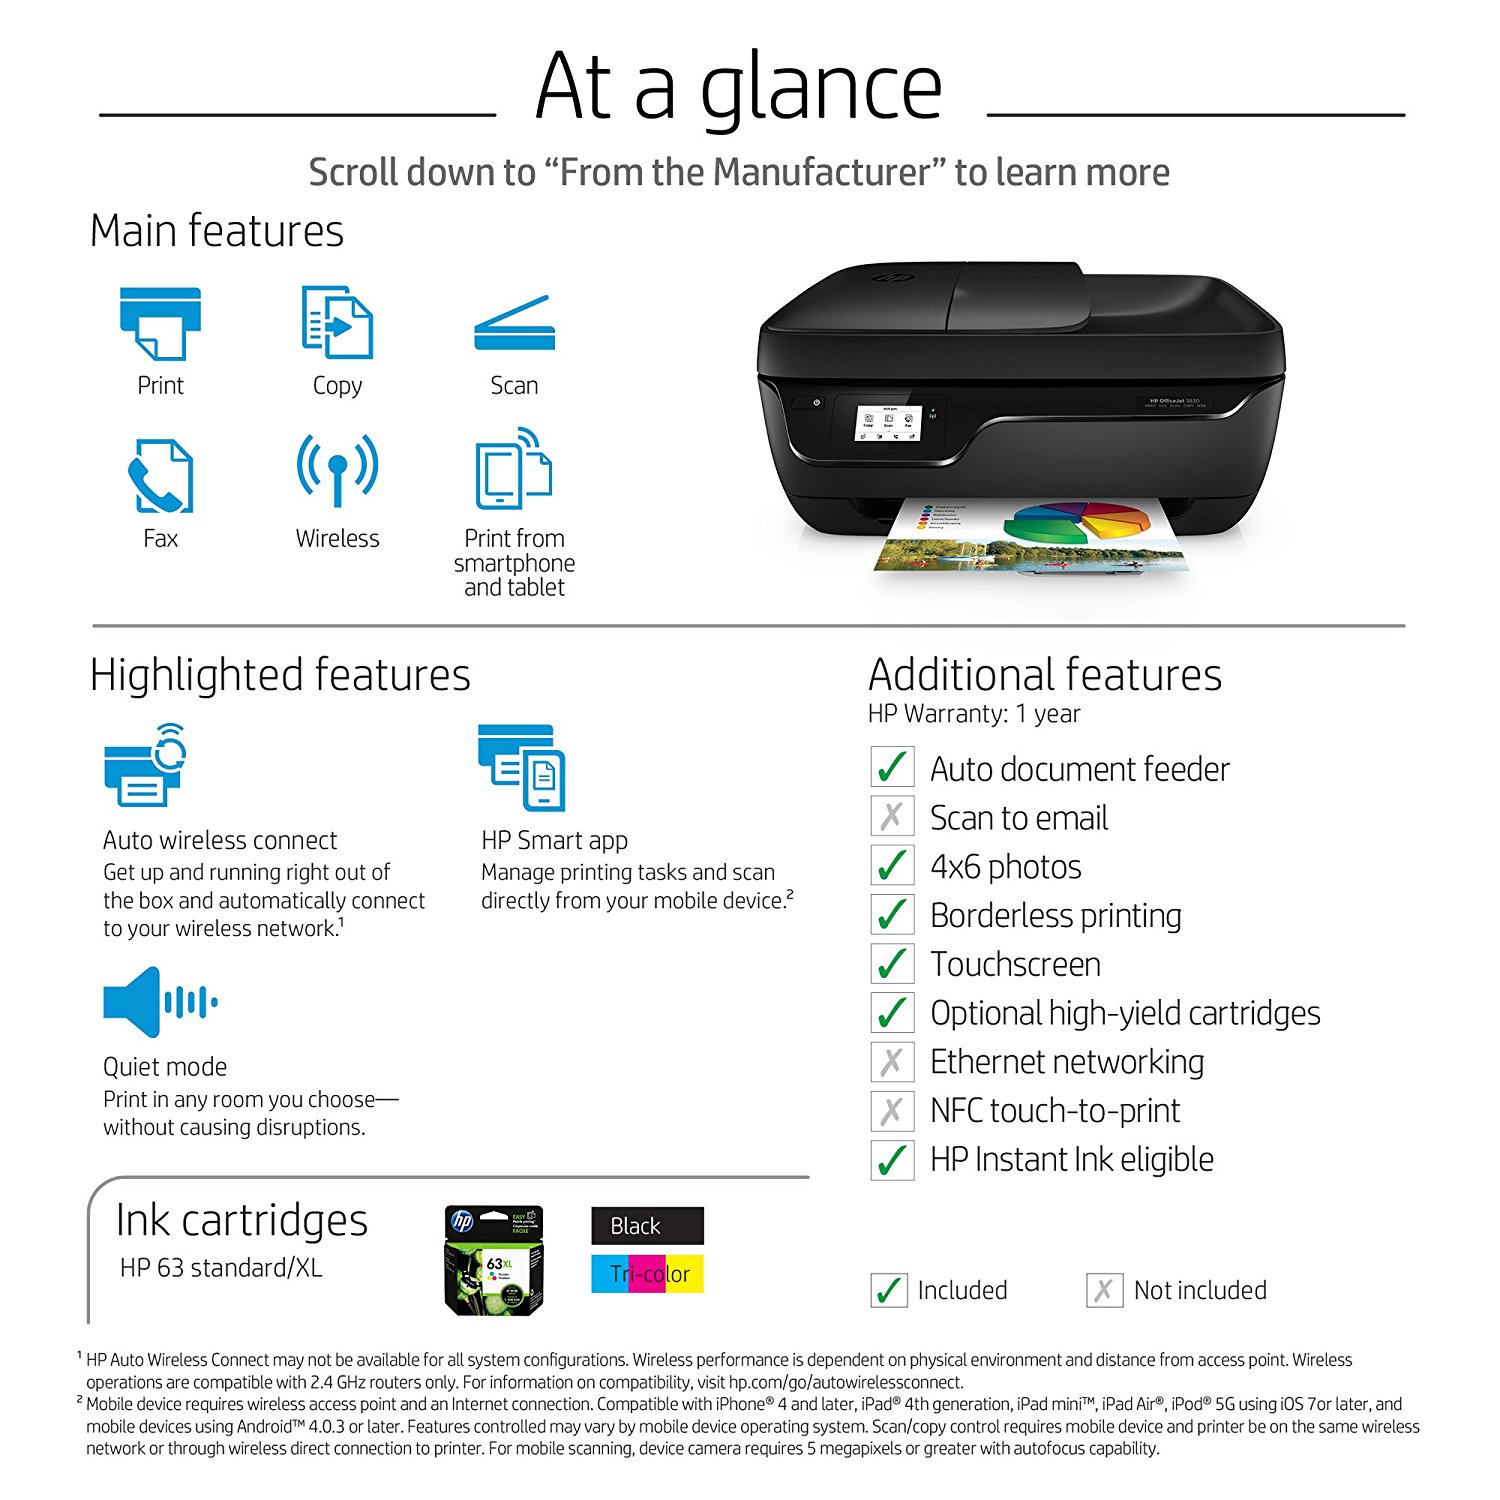 At a glance
Scroll down to “From the Manufacturer” to learn more
Main features
Print
Copy
Scan
Fax
Wireless
Print from
smartphone
and tablet
hp
HP OfficeJet 3830
PRINT FAX SCAN COPY WEB
Copy Scan Fax
Highlighted features
Auto wireless connect
Get up and running right out of
the box and automatically connect
to your wireless network.¹
HP Smart app
Manage printing tasks and scan
directly from your mobile device.²
Quiet mode
Print in any room you choose—
without causing disruptions.
Additional features
HP Warranty: 1 year
✓ Auto document feeder
✗ Scan to email
✓ 4x6 photos
✓ Borderless printing
✓ Touchscreen
✓ Optional high-yield cartridges
✗ Ethernet networking
✗ NFC touch-to-print
✓ HP Instant Ink eligible
Ink cartridges
HP 63 standard/XL
hp
EASY
FACILE
63XL
Black
Tri-color
✓ Included
✗ Not included
¹ HP Auto Wireless Connect may not be available for all system configurations. Wireless performance is dependent on physical environment and distance from access point. Wireless
operations are compatible with 2.4 GHz routers only. For information on compatibility, visit hp.com/go/autowirelessconnect.
² Mobile device requires wireless access point and an Internet connection. Compatible with iPhone® 4 and later, iPad® 4th generation, iPad mini™, iPad Air®, iPod® 5G using iOS 7or later, and
mobile devices using Android™ 4.0.3 or later. Features controlled may vary by mobile device operating system. Scan/copy control requires mobile device and printer be on the same wireless
network or through wireless direct connection to printer. For mobile scanning, device camera requires 5 megapixels or greater with autofocus capability.